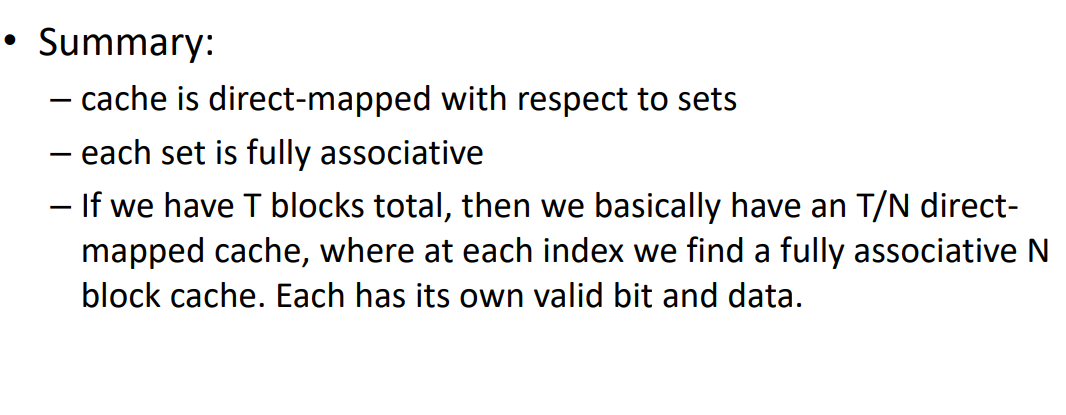 • Summary:
– cache is direct-mapped with respect to sets
– each set is fully associative
– If we have T blocks total, then we basically have an T/N direct-
mapped cache, where at each index we find a fully associative N
block cache. Each has its own valid bit and data.